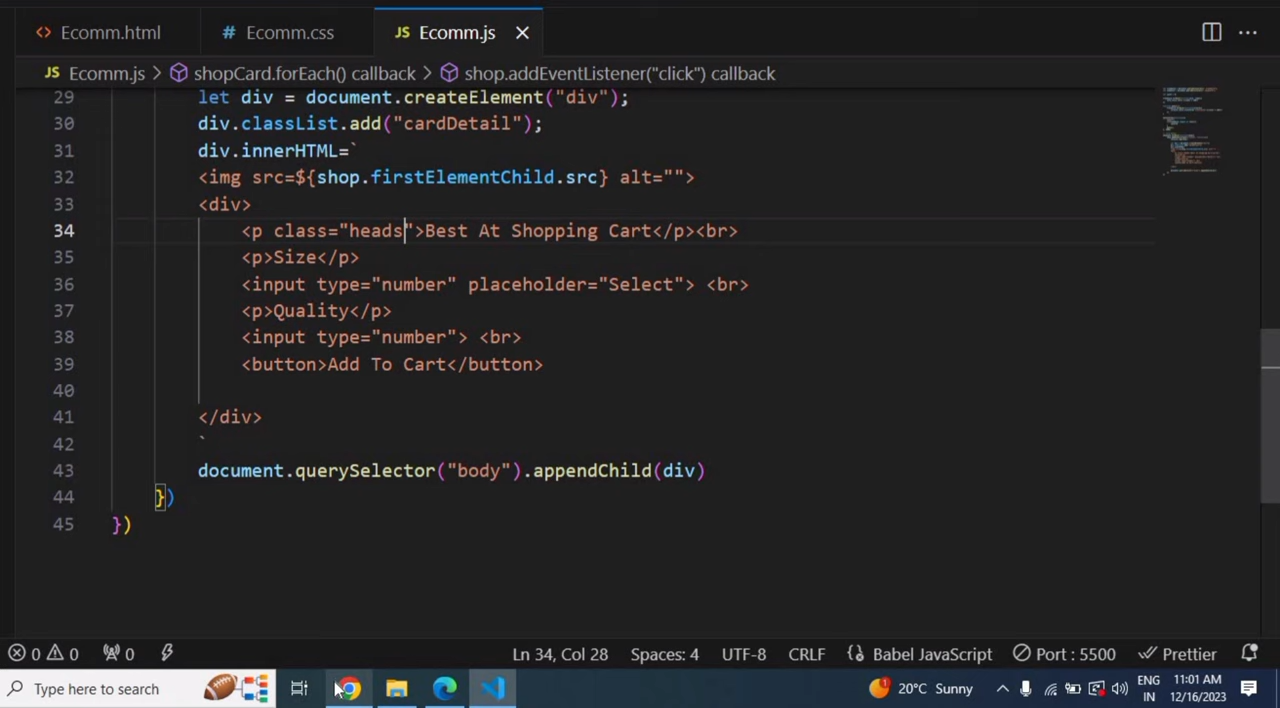 Ecomm.html
# Ecomm.css
JS Ecomm.js ×
JS Ecomm.js > shopCard.forEach() callback > shop.addEventListener("click") callback
29 let div = document.createElement("div");
30 div.classList.add("cardDetail");
31 div.innerHTML=`
32 <img src=${shop.firstElementChild.src} alt="">
33 <div>
34 <p class="heads">Best At Shopping Cart</p><br>
35 <p>Size</p>
36 <input type="number" placeholder="Select"> <br>
37 <p>Quality</p>
38 <input type="number"> <br>
39 <button>Add To Cart</button>
40
41 </div>
42 `
43 document.querySelector("body").appendChild(div)
44 })
45 })
0 0 0 Ln 34, Col 28 Spaces: 4 UTF-8 CRLF Babel JavaScript Port : 5500 Prettier
Type here to search 1 20°C Sunny ENG IN 11:01 AM 12/16/2023